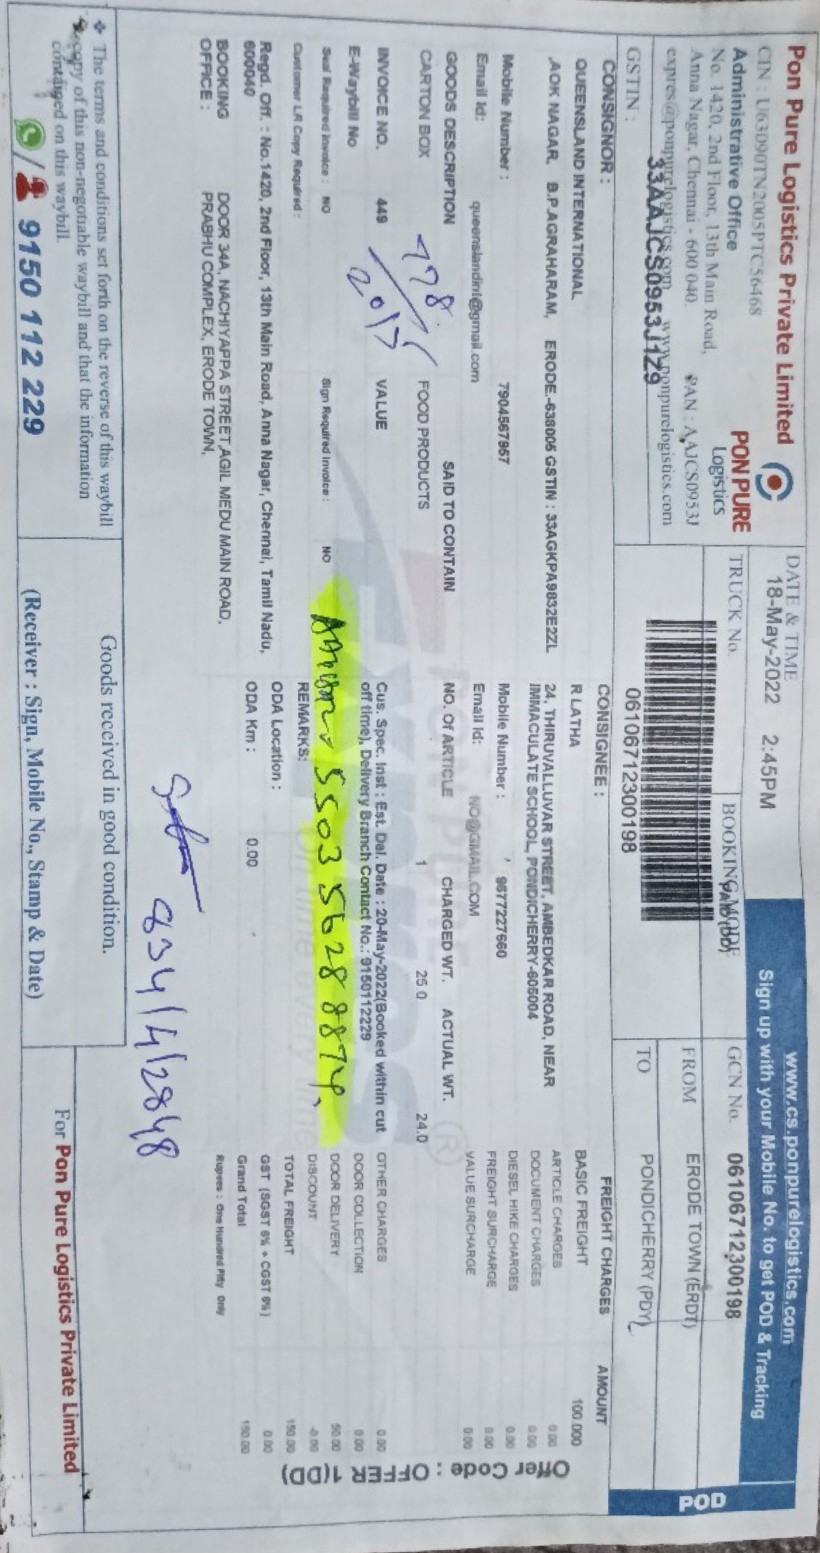 Pon Pure Logistics Private Limited
CIN : U63090TN2005PTC56468
Administrative Office
No. 1420, 2nd Floor, 13th Main Road,
Anna Nagar, Chennai - 600 040. PAN : AAJCS0953J
expres@ponpurelogistics.com www.ponpurelogistics.com
GSTIN : 33AAJCS0953J1Z9
PON PURE
Logistics
DATE & TIME
18-May-2022 2:45PM
TRUCK No.
BOOKING MODE
PAID (DD)
06106712300198
www.cs.ponpurelogistics.com
Sign up with your Mobile No. to get POD & Tracking
GCN No. 06106712300198
FROM ERODE TOWN (ERDT)
TO PONDICHERRY (PDY)
POD
CONSIGNOR :
QUEENSLAND INTERNATIONAL
AOK NAGAR, B.P.AGRAHARAM, ERODE.-638005 GSTIN : 33AGKPA9832E2ZL
Mobile Number : 7904567957
Email Id: queenslandint@gmail.com
CONSIGNEE :
R LATHA
24, THIRUVALLUVAR STREET, AMBEDKAR ROAD, NEAR
IMMACULATE SCHOOL, PONDICHERRY-605004
Mobile Number : 9677227660
Email Id: NO@GMAIL.COM
GOODS DESCRIPTION SAID TO CONTAIN NO. Of ARTICLE CHARGED WT. ACTUAL WT.
CARTON BOX FOOD PRODUCTS 1 25.0 24.0
INVOICE NO. 449 VALUE
E-Waybill No
Seal Required Invoice : NO Sign Required Invoice : NO
Customer LR Copy Required :
Cus. Spec. Inst : Est. Del. Date : 20-May-2022(Booked within cut
off time), Delivery Branch Contact No.: 9150112229
5503 5628 8874
REMARKS:
ODA Location :
ODA Km : 0.00
Regd. Off. : No.1420, 2nd Floor, 13th Main Road, Anna Nagar, Chennai, Tamil Nadu,
600040
BOOKING OFFICE : DOOR 34A, NACHIYAPPA STREET,AGIL MEDU MAIN ROAD,
PRABHU COMPLEX, ERODE TOWN,
FREIGHT CHARGES AMOUNT
BASIC FREIGHT 100.000
ARTICLE CHARGES 0.00
DOCUMENT CHARGES 0.00
DIESEL HIKE CHARGES 0.00
FREIGHT SURCHARGE 0.00
VALUE SURCHARGE 0.00
OTHER CHARGES 0.00
DOOR COLLECTION 0.00
DOOR DELIVERY 50.00
DISCOUNT -0.00
TOTAL FREIGHT 150.00
GST (SGST 6% + CGST 6%) 0.00
Grand Total 150.00
Rupees : One Hundred Fifty Only
Offer Code : OFFER 1(DD)
❖ The terms and conditions set forth on the reverse of this waybill
copy of this non-negotiable waybill and that the information
contained on this waybill.
9150 112 229
834/4/2848
Goods received in good condition.
(Receiver : Sign, Mobile No., Stamp & Date)
For Pon Pure Logistics Private Limited